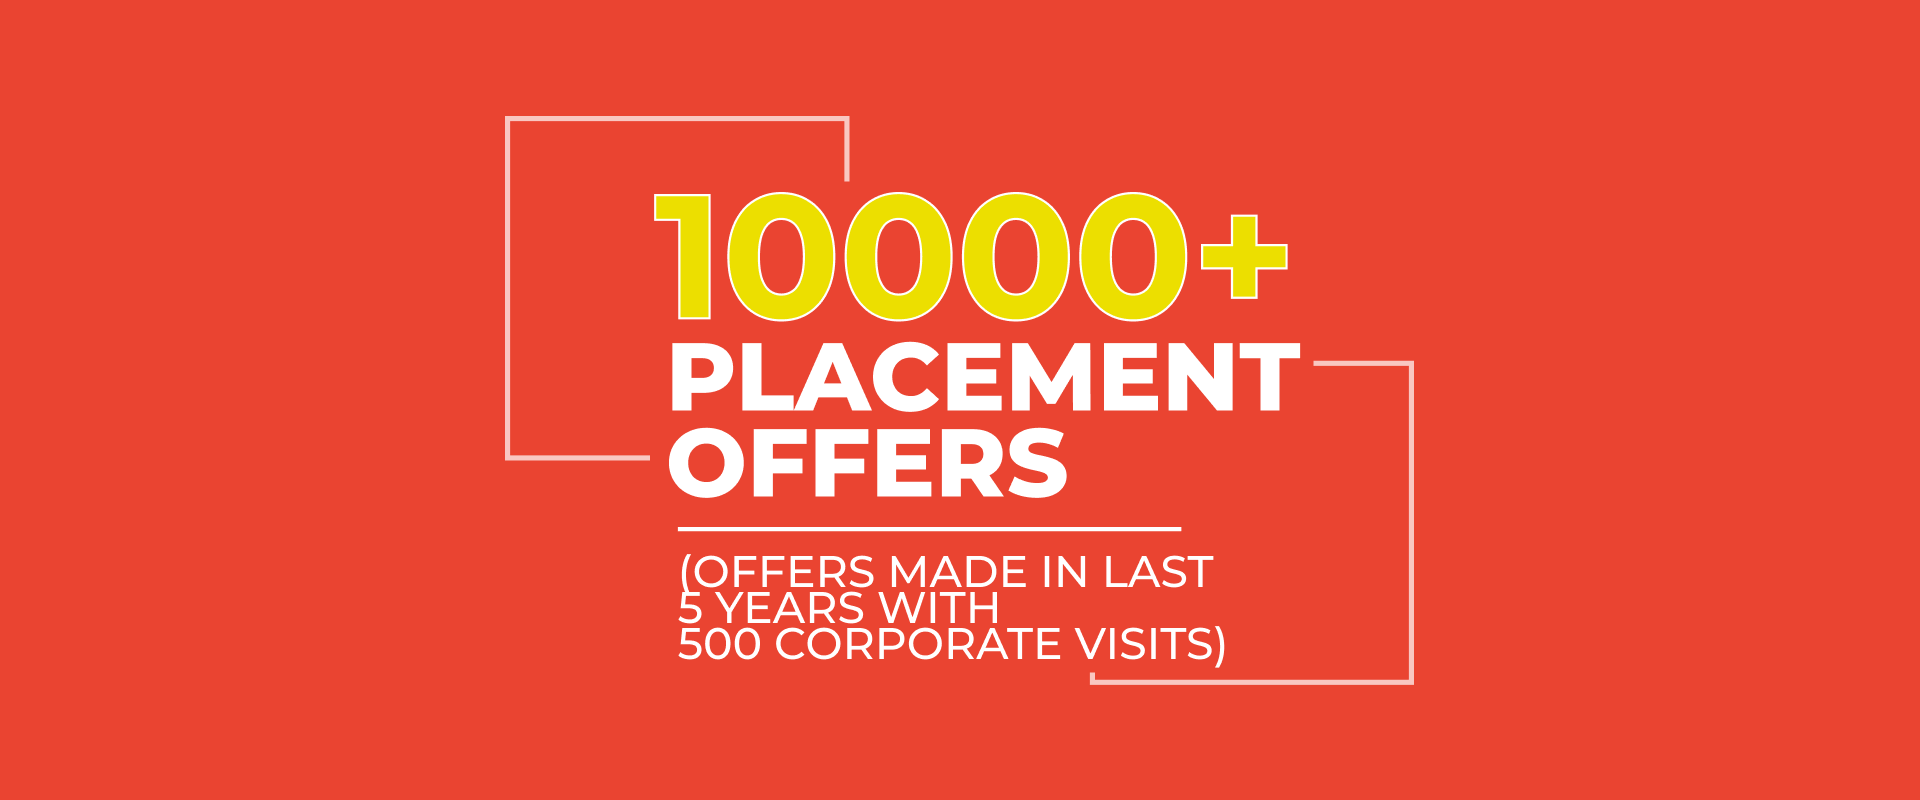 10000+
PLACEMENT
OFFERS
(OFFERS MADE IN LAST
5 YEARS WITH
500 CORPORATE VISITS)